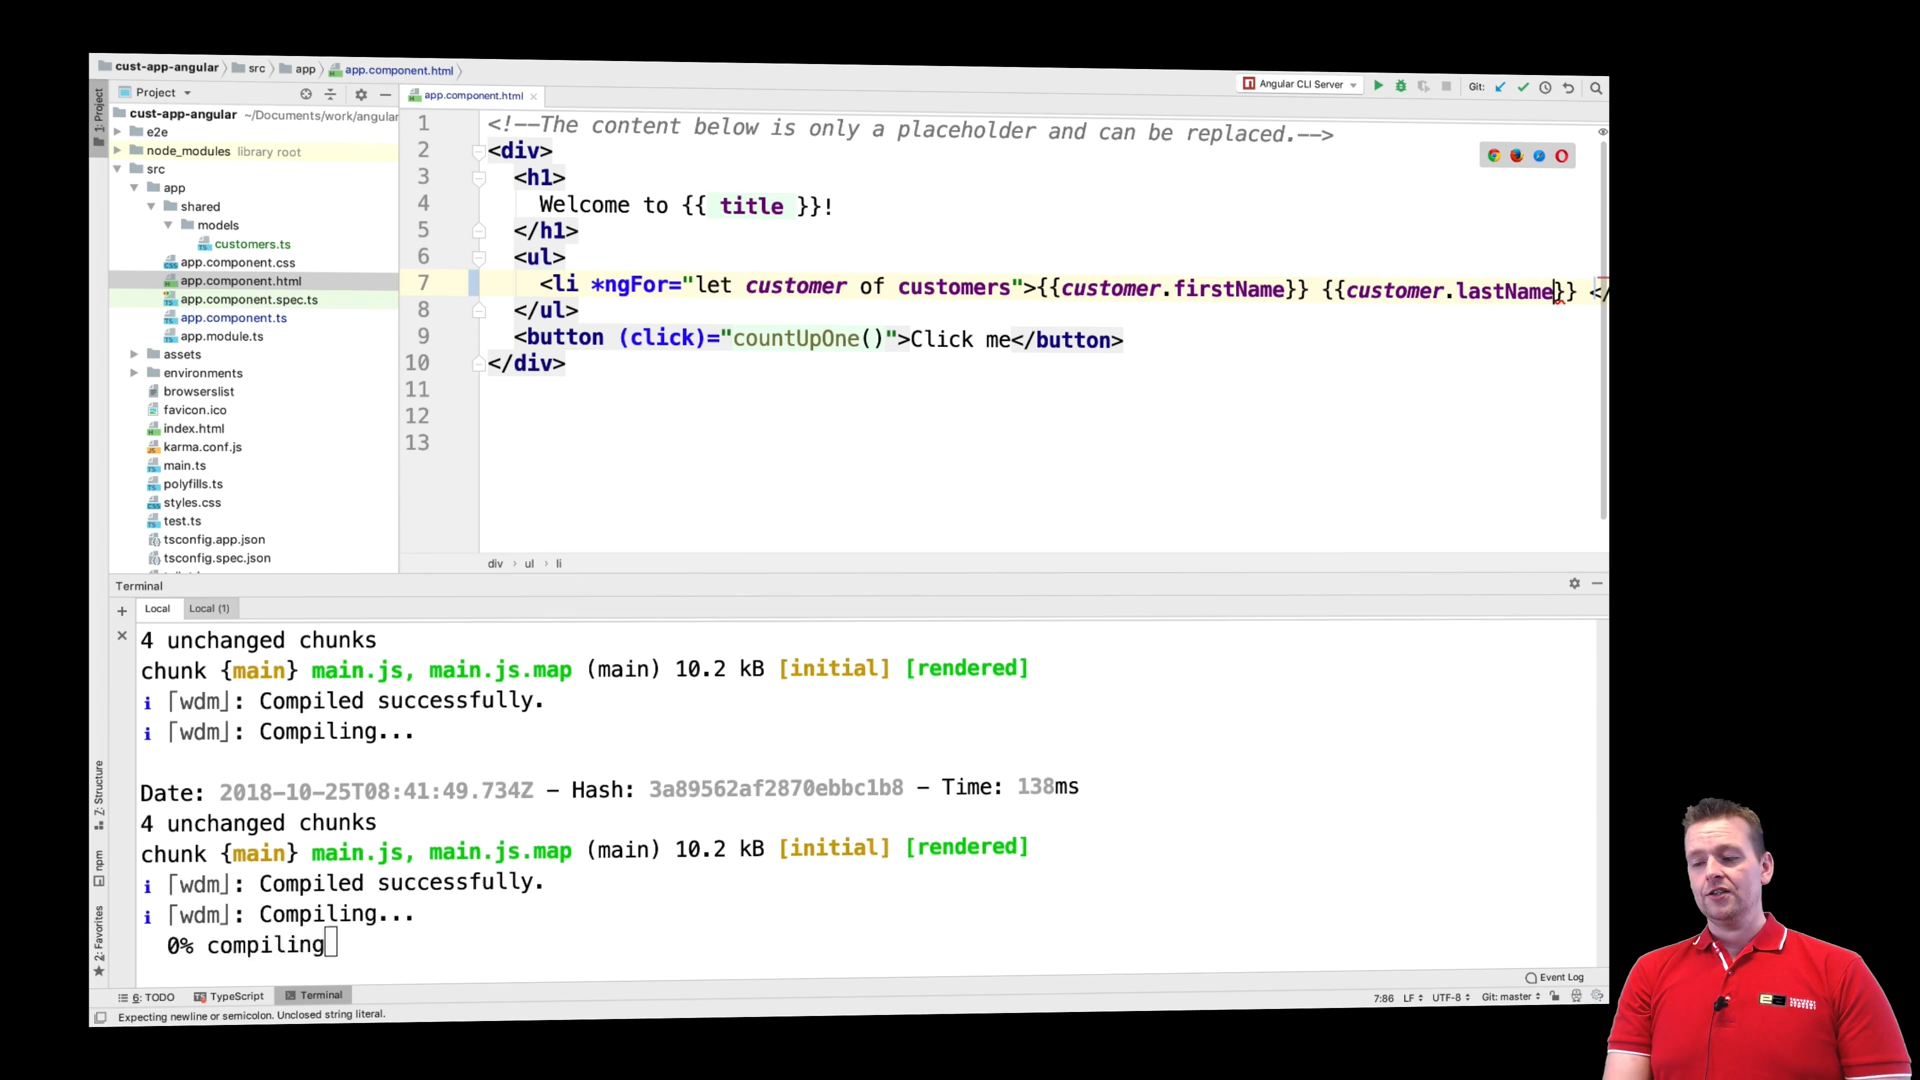 cust-app-angular src app app.component.html
Angular CLI Server Git:
1: Project
Project
app.component.html
cust-app-angular ~/Documents/work/angular
e2e
node_modules library root
src
app
shared
models
customers.ts
app.component.css
app.component.html
app.component.spec.ts
app.component.ts
app.module.ts
assets
environments
browserslist
favicon.ico
index.html
karma.conf.js
main.ts
polyfills.ts
styles.css
test.ts
tsconfig.app.json
tsconfig.spec.json
1 <!--The content below is only a placeholder and can be replaced.-->
2 <div>
3 <h1>
4 Welcome to {{ title }}!
5 </h1>
6 <ul>
7 <li *ngFor="let customer of customers">{{customer.firstName}} {{customer.lastName}} </
8 </ul>
9 <button (click)="countUpOne()">Click me</button>
10 </div>
11
12
13
div › ul › li
Terminal
Local Local (1)
4 unchanged chunks
chunk {main} main.js, main.js.map (main) 10.2 kB [initial] [rendered]
i ｢wdm｣: Compiled successfully.
i ｢wdm｣: Compiling...
Date: 2018-10-25T08:41:49.734Z - Hash: 3a89562af2870ebbc1b8 - Time: 138ms
4 unchanged chunks
chunk {main} main.js, main.js.map (main) 10.2 kB [initial] [rendered]
i ｢wdm｣: Compiled successfully.
i ｢wdm｣: Compiling...
0% compiling
Z: Structure
npm
2: Favorites
6: TODO TypeScript Terminal
Event Log
Expecting newline or semicolon. Unclosed string literal.
7:86 LF UTF-8 Git: master